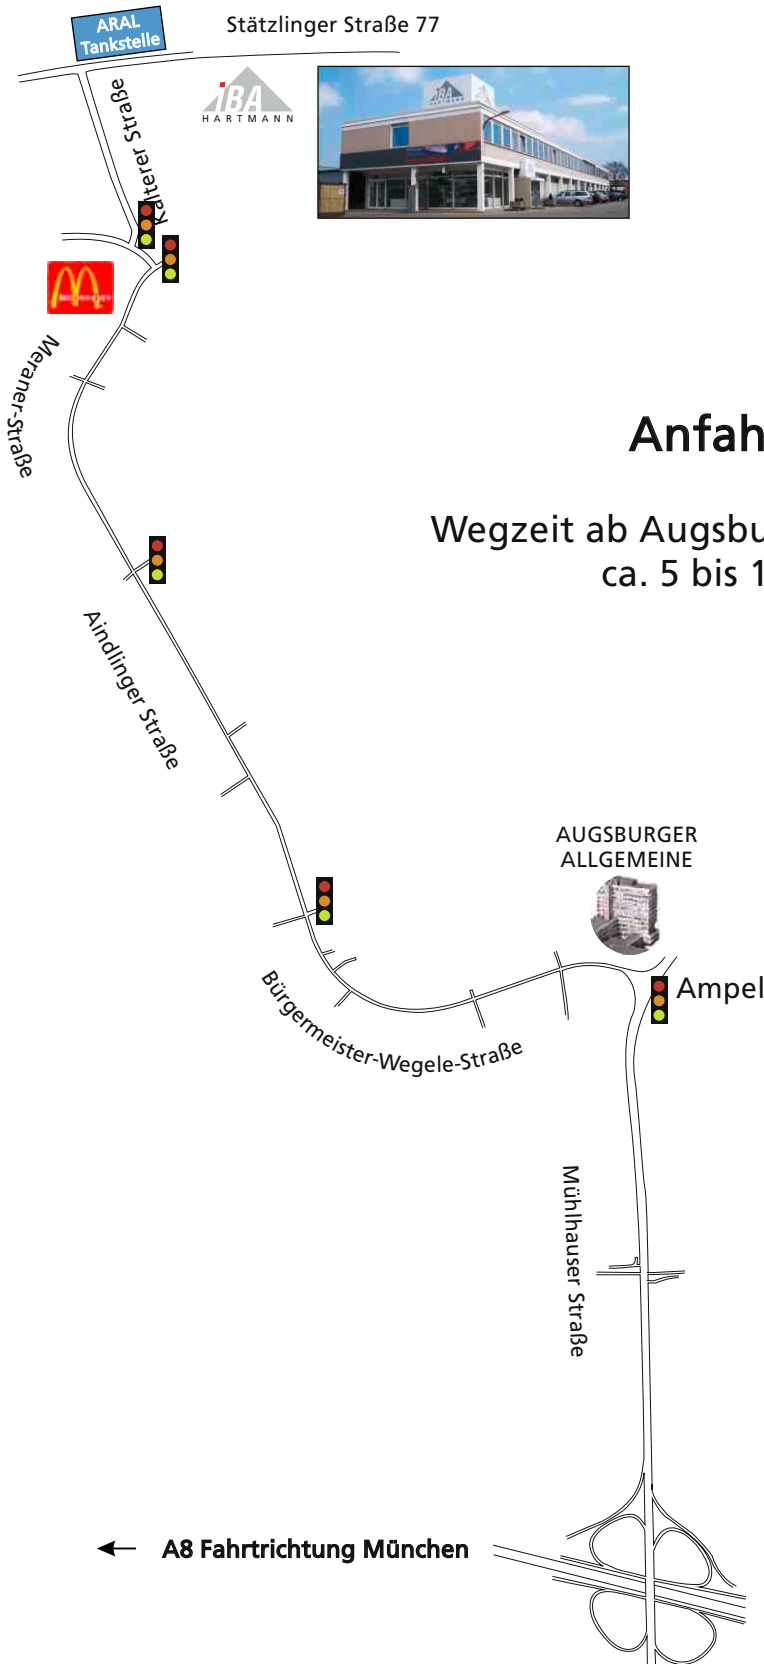 ARAL
Tankstelle
Stätzlinger Straße 77
iBA
HARTMANN
Kalterer Straße
Meraner-Straße
Anfah
Wegzeit ab Augsbu
ca. 5 bis 1
Aindlinger Straße
AUGSBURGER
ALLGEMEINE
Ampel
Bürgermeister-Wegele-Straße
Mühlhauser Straße
A8 Fahrtrichtung München